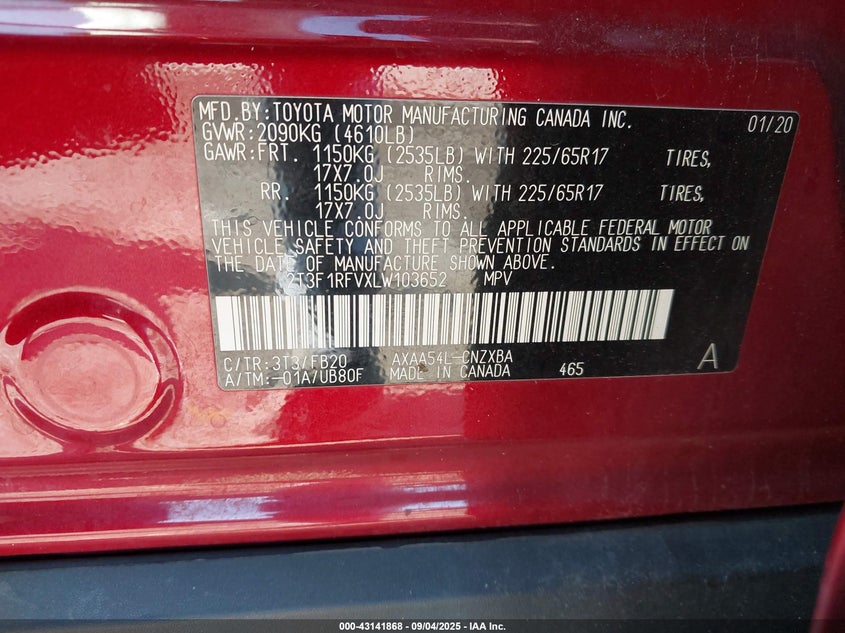 MFD.BY:TOYOTA MOTOR MANUFACTURING CANADA INC. 01/20
GVWR:2090KG (4610LB)
GAWR:FRT. 1150KG (2535LB) WITH 225/65R17 TIRES,
17X7.0J RIMS.
RR. 1150KG (2535LB) WITH 225/65R17 TIRES,
17X7.0J RIMS.
THIS VEHICLE CONFORMS TO ALL APPLICABLE FEDERAL MOTOR
VEHICLE SAFETY AND THEFT PREVENTION STANDARDS IN EFFECT ON
THE DATE OF MANUFACTURE SHOWN ABOVE.
2T3F1RFVXLW103652 MPV
C/TR:3T3/FB20 AXAA54L-CNZXBA A
A/TM:-01A/UB80F MADE IN CANADA 465
000-43141868 - 09/04/2025 - IAA Inc.